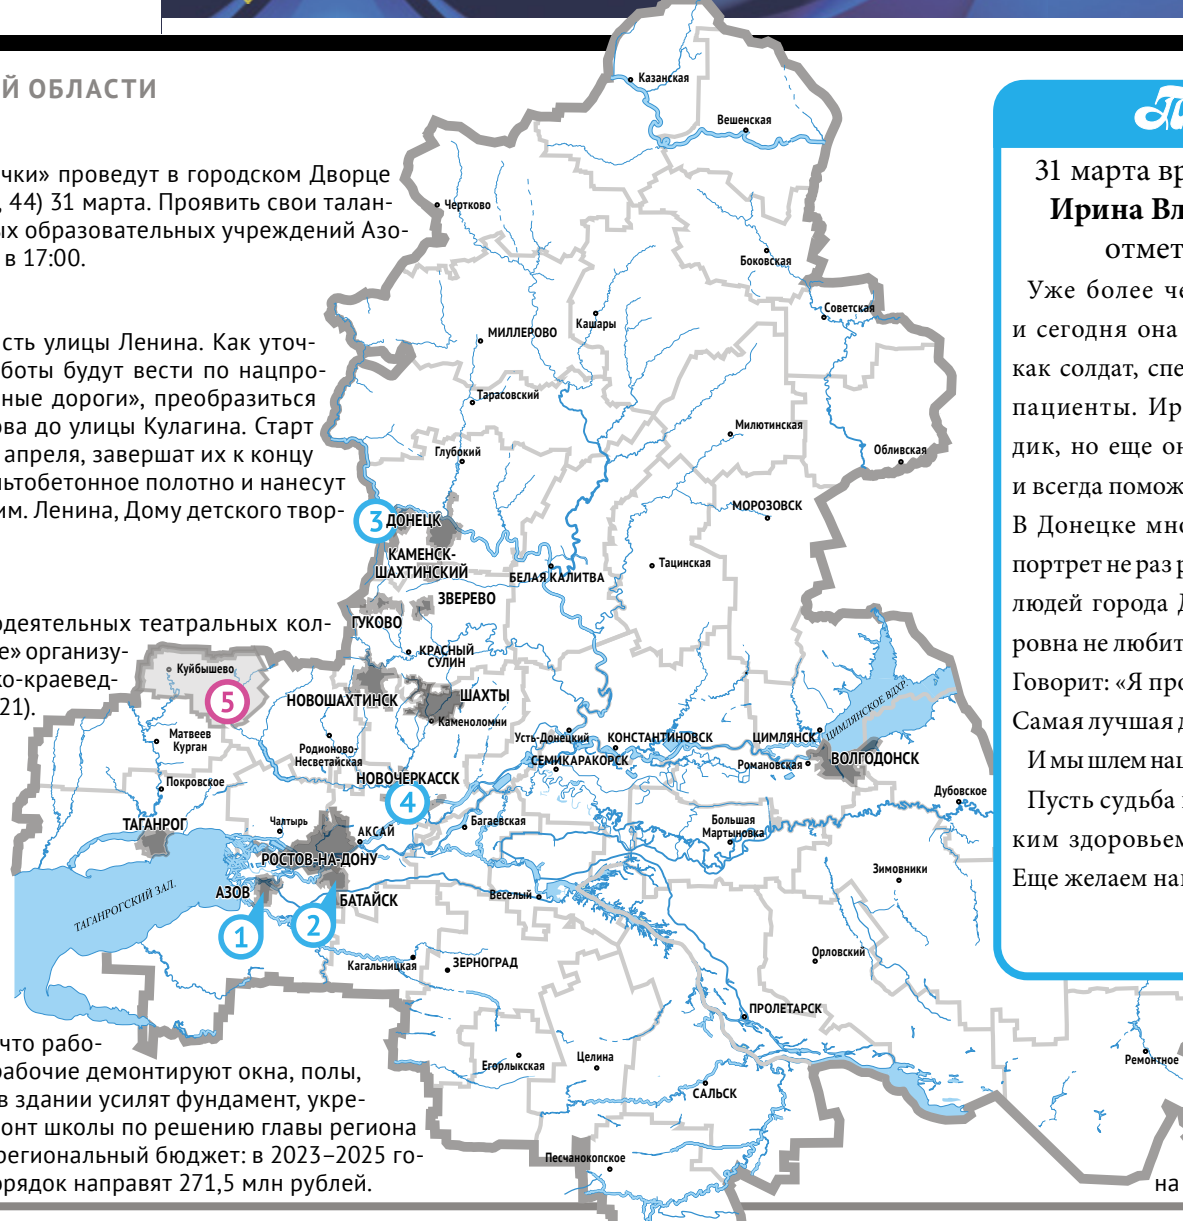 Й ОБЛАСТИ
чки» проведут в городском Дворце
, 44) 31 марта. Проявить свои талан-
ых образовательных учреждений Азо-
в 17:00.
сть улицы Ленина. Как уточ-
боты будут вести по нацпро-
ные дороги», преобразиться
ова до улицы Кулагина. Старт
апреля, завершат их к концу
льтобетонное полотно и нанесут
им. Ленина, Дому детского твор-
одеятельных театральных кол-
е» организу-
ко-краевед-
21).
что рабо-
рабочие демонтируют окна, полы,
в здании усилят фундамент, укре-
онт школы по решению главы региона
региональный бюджет: в 2023–2025 го-
орядок направят 271,5 млн рублей.
Казанская
Вешенская
Чертково
Боковская
Советская
Кашары
МИЛЛЕРОВО
Тарасовский
Милютинская
Обливская
Глубокий
МОРОЗОВСК
3
ДОНЕЦК
КАМЕНСК-
ШАХТИНСКИЙ
БЕЛАЯ КАЛИТВА
Тацинская
ЗВЕРЕВО
ГУКОВО
КРАСНЫЙ
СУЛИН
Куйбышево
5
НОВОШАХТИНСК
ШАХТЫ
Каменоломни
Матвеев
Курган
Родионово-
Несветайская
Усть-Донецкий
КОНСТАНТИНОВСК
ЦИМЛЯНСК
ЦИМЛЯНСКОЕ ВДХР.
СЕМИКАРАКОРСК
Романовская
ВОЛГОДОНСК
Покровское
НОВОЧЕРКАССК
4
Дубовское
ТАГАНРОГ
Чалтырь
АКСАЙ
Багаевская
Большая
Мартыновка
РОСТОВ-НА-ДОНУ
Зимовники
ТАГАНРОГСКИЙ ЗАЛ.
АЗОВ
БАТАЙСК
Веселый
1
2
Кагальницкая
ЗЕРНОГРАД
Орловский
ПРОЛЕТАРСК
Егорлыкская
Целина
САЛЬСК
Ремонтное
Песчанокопское
31 марта вр
Ирина Вл
отмет
Уже более че
и сегодня она
как солдат, спе
пациенты. Ир
дик, но еще он
и всегда помож
В Донецке мно
портрет не раз р
людей города Д
ровна не любит
Говорит: «Я про
Самая лучшая д
И мы шлем наш
Пусть судьба
ким здоровьем
Еще желаем на
на